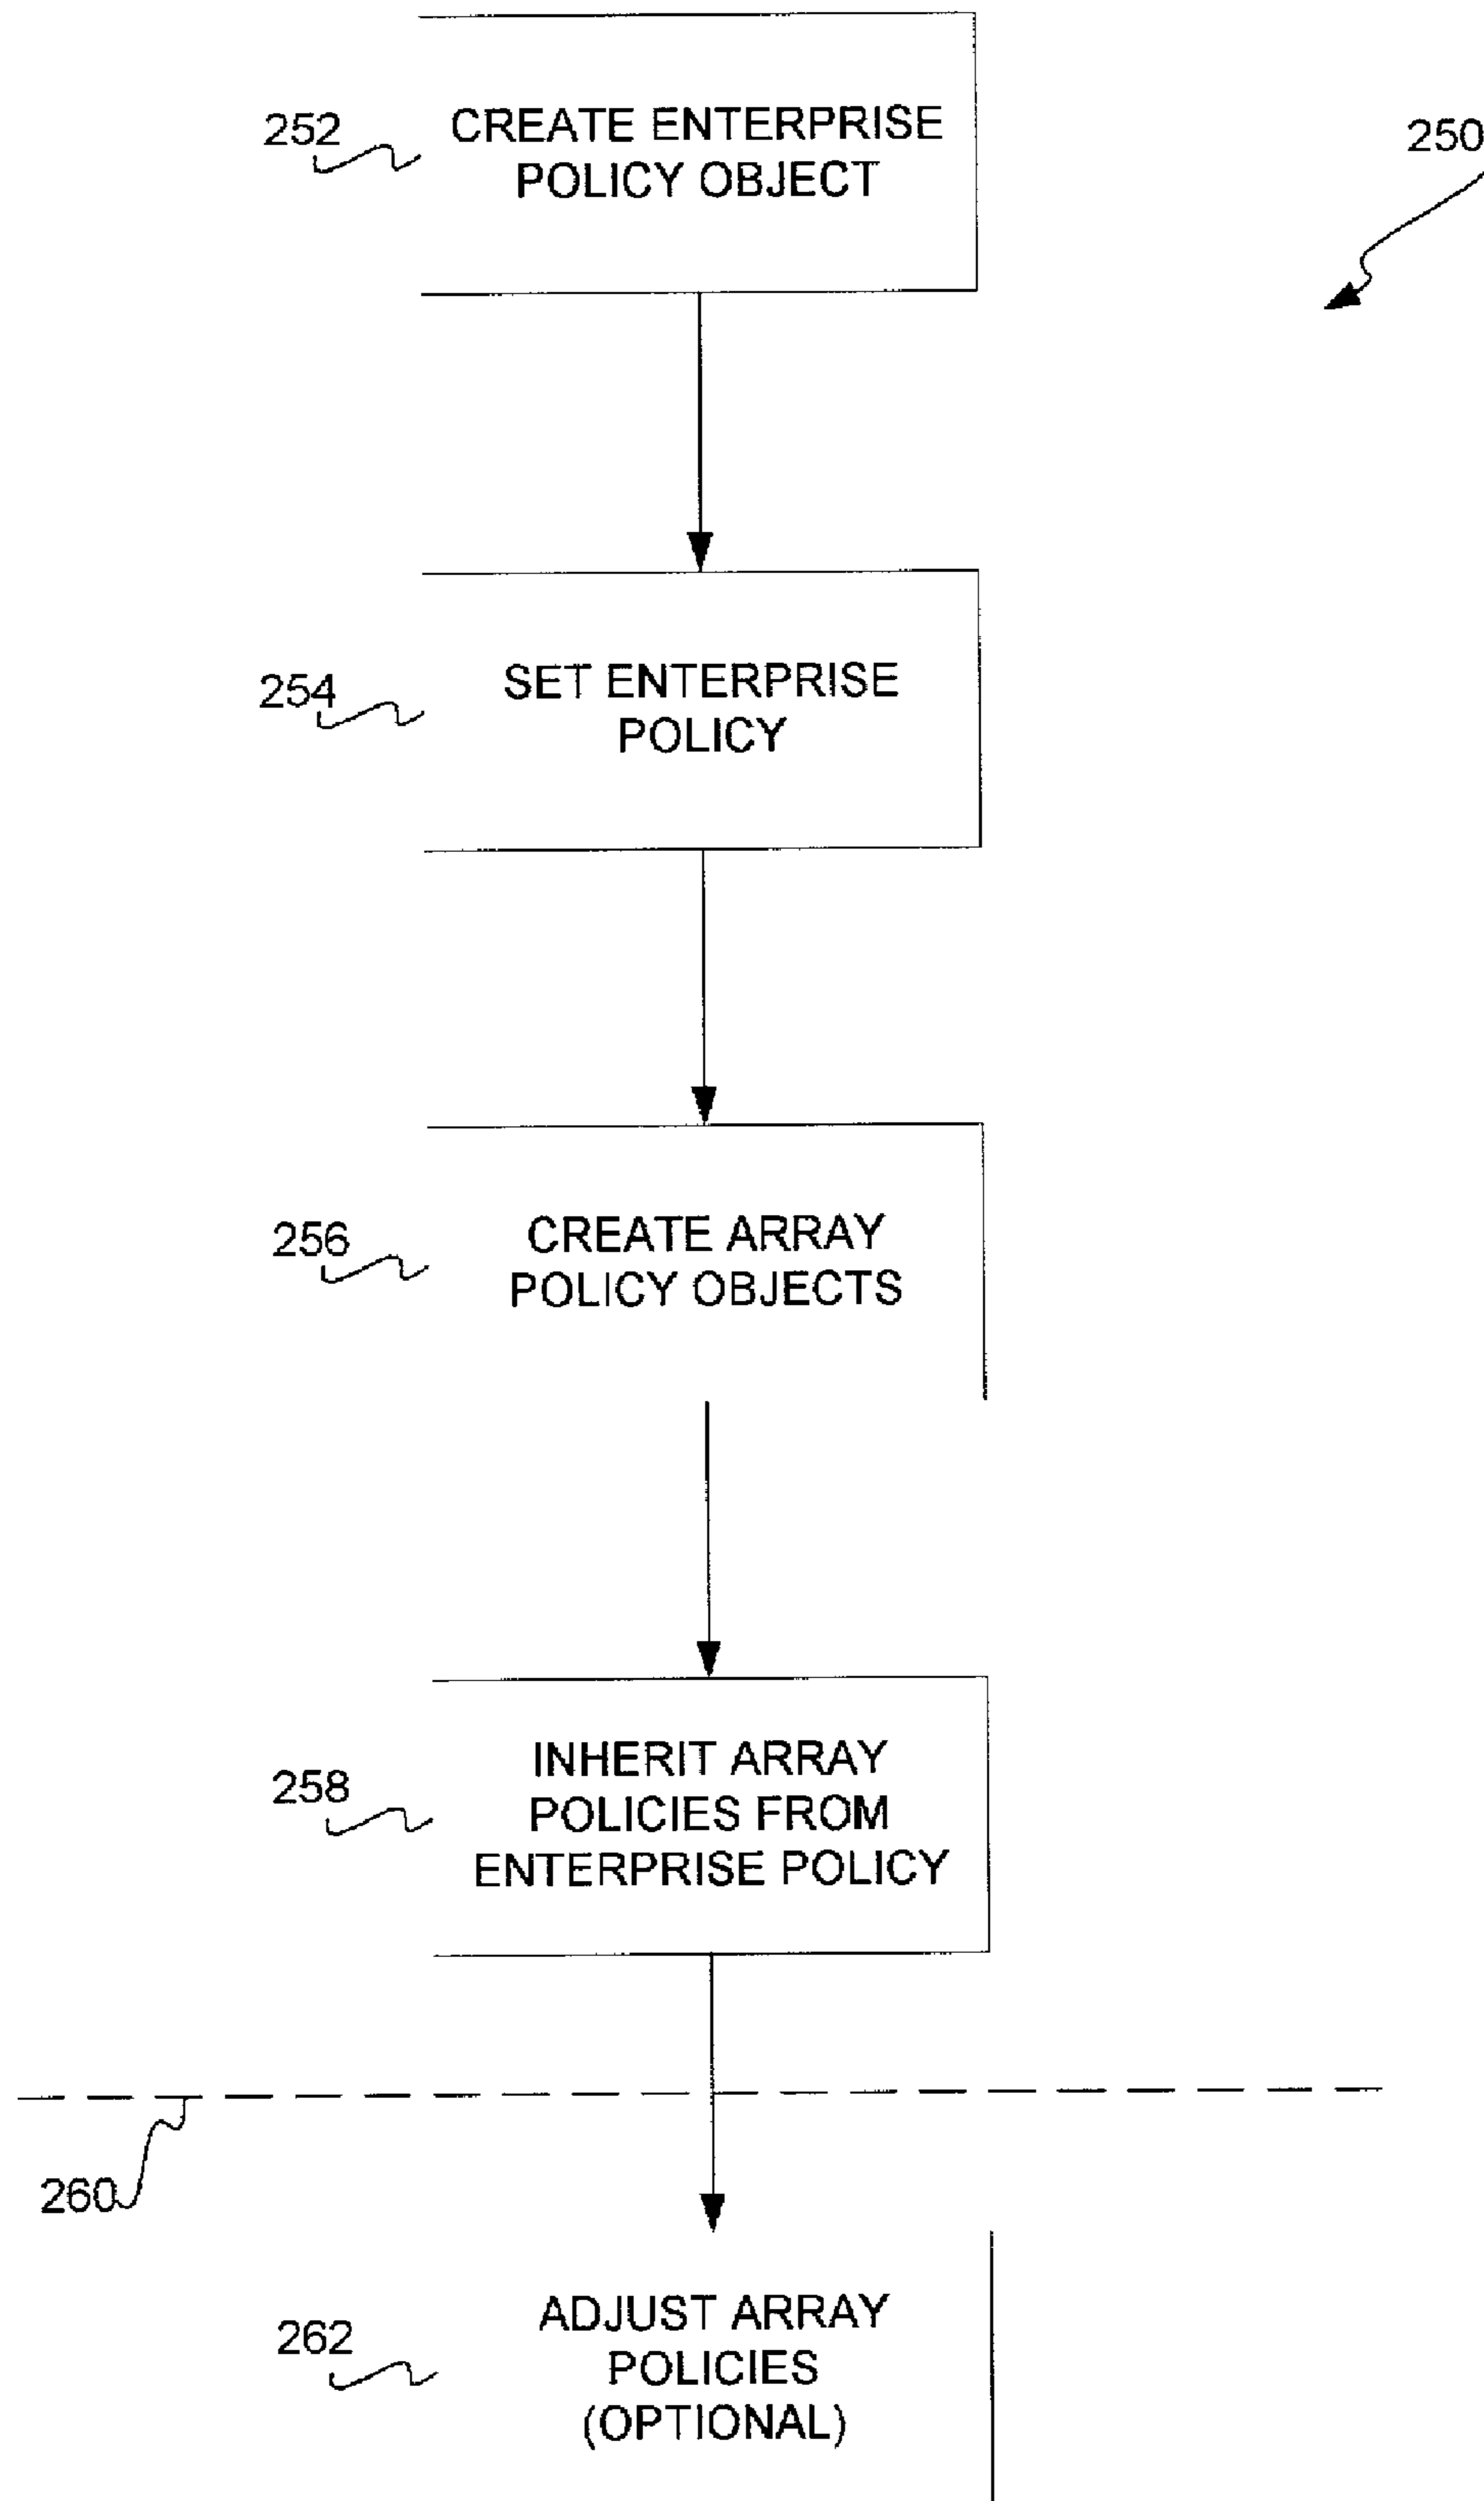 252
CREATE ENTERPRISE
POLICY OBJECT
250
254
SET ENTERPRISE
POLICY
256
CREATE ARRAY
POLICY OBJECTS
258
INHERIT ARRAY
POLICIES FROM
ENTERPRISE POLICY
260
262
ADJUST ARRAY
POLICIES
(OPTIONAL)